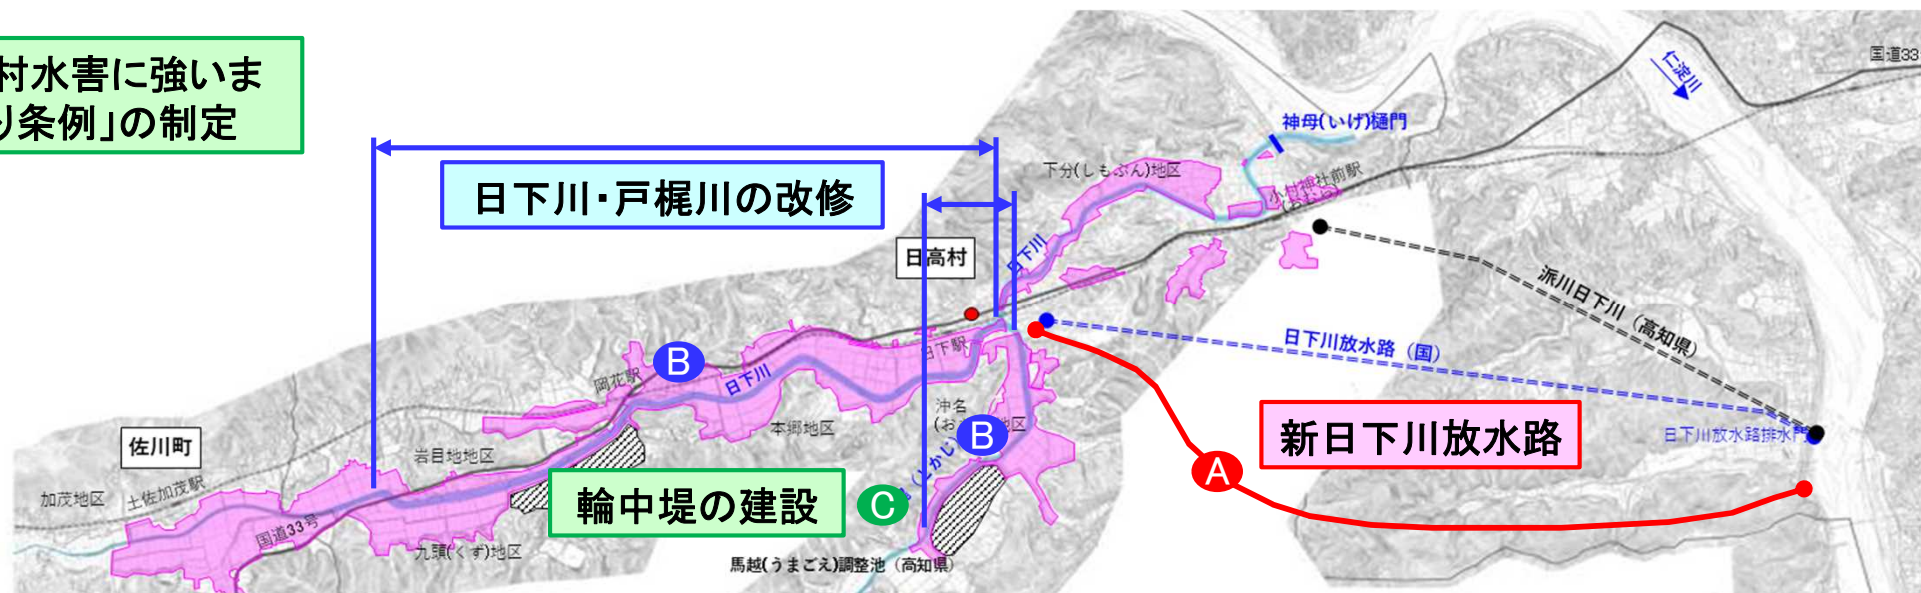 村水害に強いま
り条例」の制定
国道33
仁淀川
神母(いげ)樋門
日下川・戸梶川の改修
下分(しもぶん)地区
小村神社前駅
日高村
日下川
派川日下川（高知県）
日下川放水路（国）
日下駅
岡花駅
B
日下川
沖名
地区
B
本郷地区
新日下川放水路
日下川放水路排水門
佐川町
岩目地地区
A
加茂地区
土佐加茂駅
輪中堤の建設
C
国道33号
九頭(くず)地区
馬越(うまごえ)調整池（高知県）